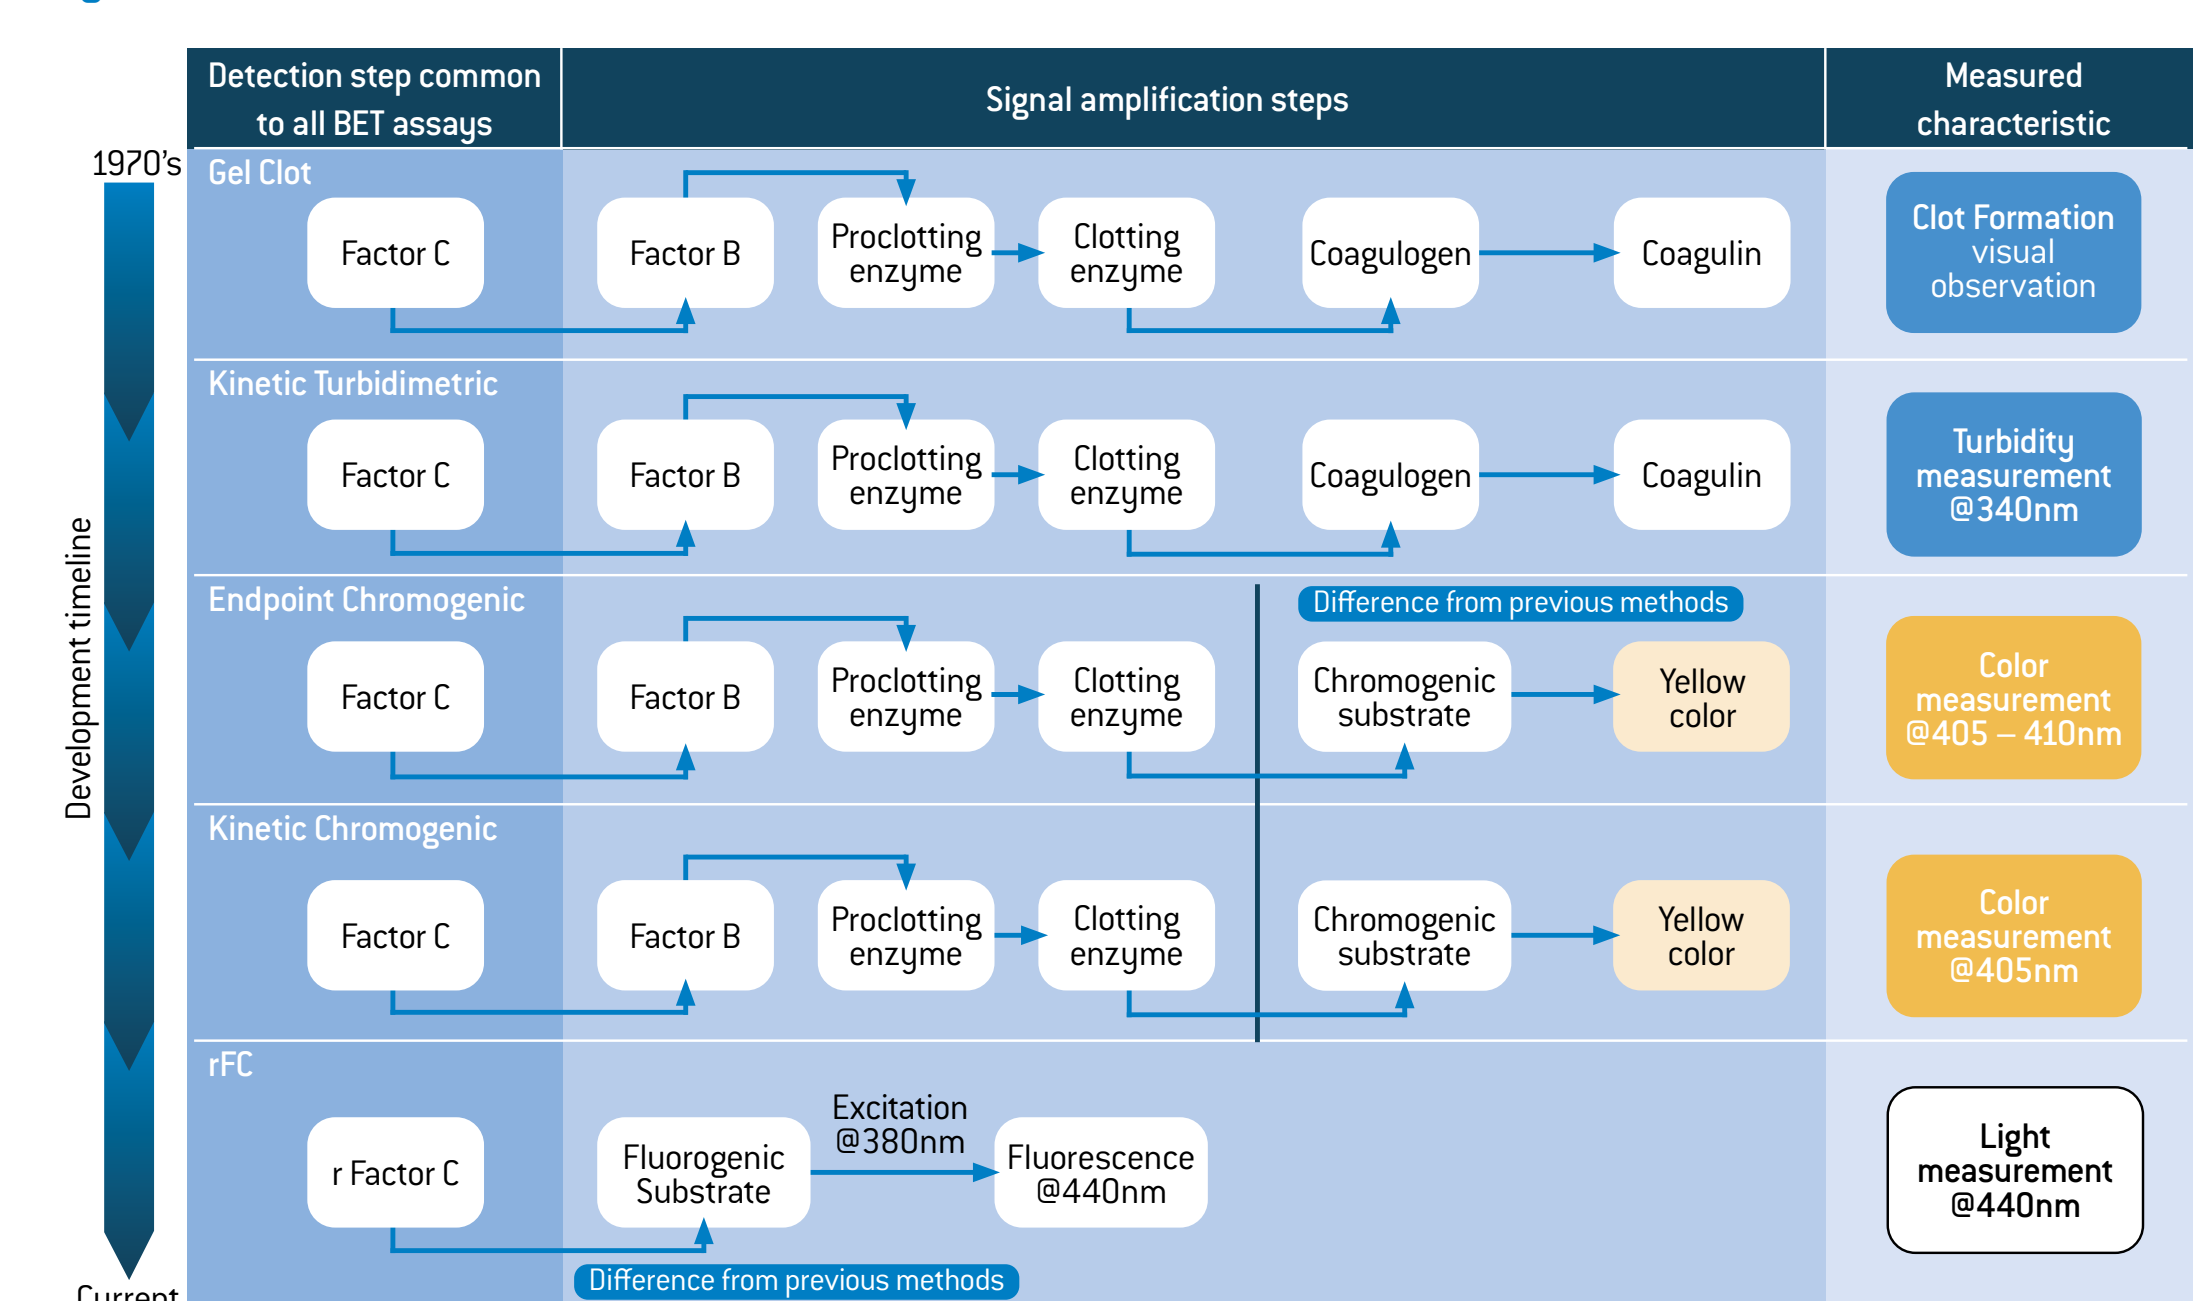 Detection step common
to all BET assays
Signal amplification steps
Measured
characteristic
1970's
Development timeline
Current
Gel Clot
Factor C
Factor B
Proclotting
enzyme
Clotting
enzyme
Coagulogen
Coagulin
Clot Formation
visual
observation
Kinetic Turbidimetric
Factor C
Factor B
Proclotting
enzyme
Clotting
enzyme
Coagulogen
Coagulin
Turbidity
measurement
@340nm
Endpoint Chromogenic
Difference from previous methods
Factor C
Factor B
Proclotting
enzyme
Clotting
enzyme
Chromogenic
substrate
Yellow
color
Color
measurement
@405 – 410nm
Kinetic Chromogenic
Factor C
Factor B
Proclotting
enzyme
Clotting
enzyme
Chromogenic
substrate
Yellow
color
Color
measurement
@405nm
rFC
r Factor C
Fluorogenic
Substrate
Excitation
@380nm
Fluorescence
@440nm
Light
measurement
@440nm
Difference from previous methods